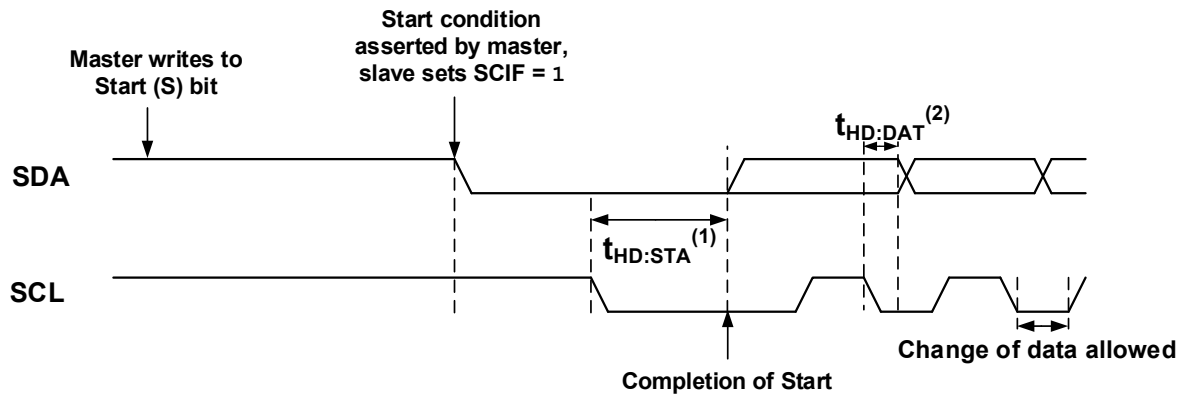 Start condition
asserted by master,
slave sets SCIF = 1
Master writes to
Start (S) bit
tHD:DAT(2)
SDA
tHD:STA(1)
SCL
Change of data allowed
Completion of Start